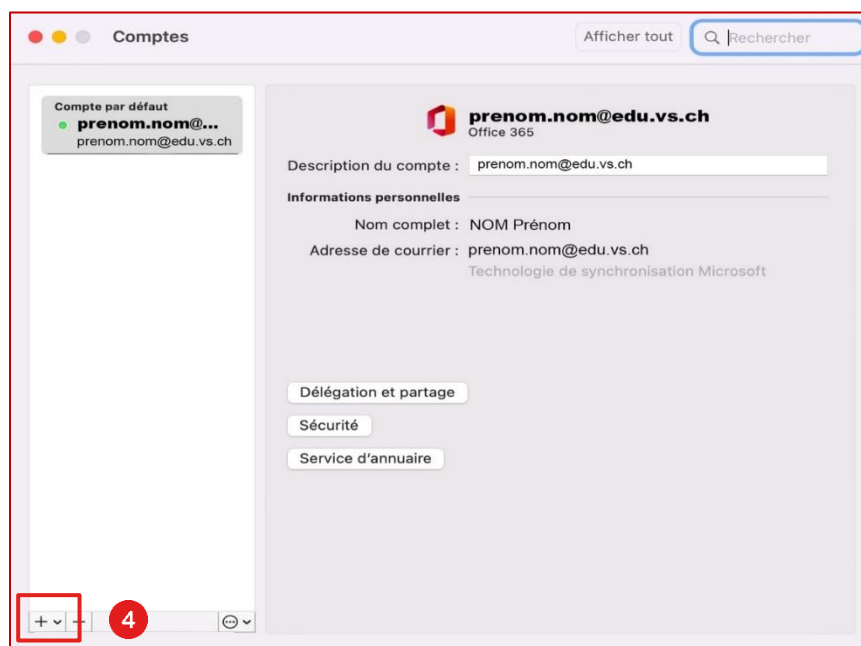 Comptes
Afficher tout
Rechercher
Compte par défaut
prenom.nom@...
prenom.nom@edu.vs.ch
prenom.nom@edu.vs.ch
Office 365
Description du compte : prenom.nom@edu.vs.ch
Informations personnelles
Nom complet : NOM Prénom
Adresse de courrier : prenom.nom@edu.vs.ch
Technologie de synchronisation Microsoft
Délégation et partage
Sécurité
Service d'annuaire
4